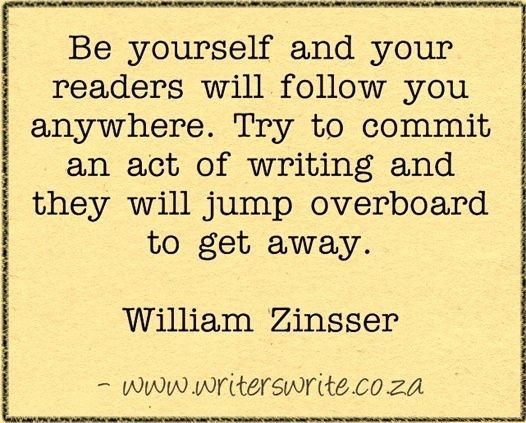 Be yourself and your
readers will follow you
anywhere. Try to commit
an act of writing and
they will jump overboard
to get away.
William Zinsser
- www.writerswrite.co.za